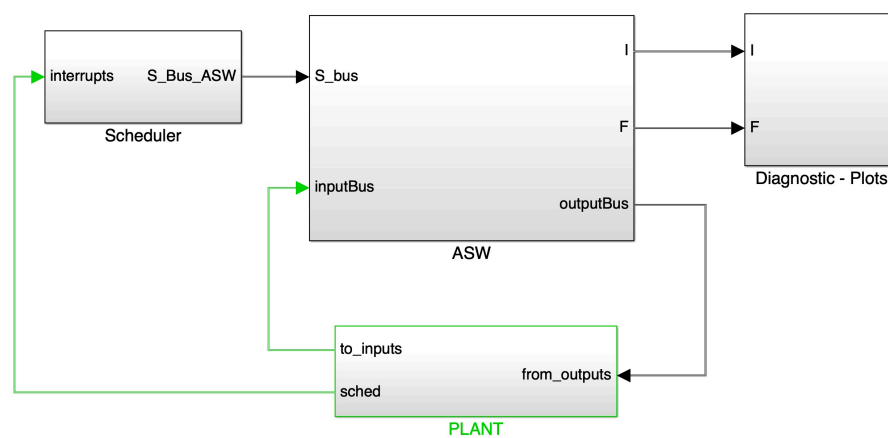 interrupts
S_Bus_ASW
Scheduler
S_bus
inputBus
I
F
outputBus
ASW
I
F
Diagnostic - Plots
to_inputs
sched
from_outputs
PLANT